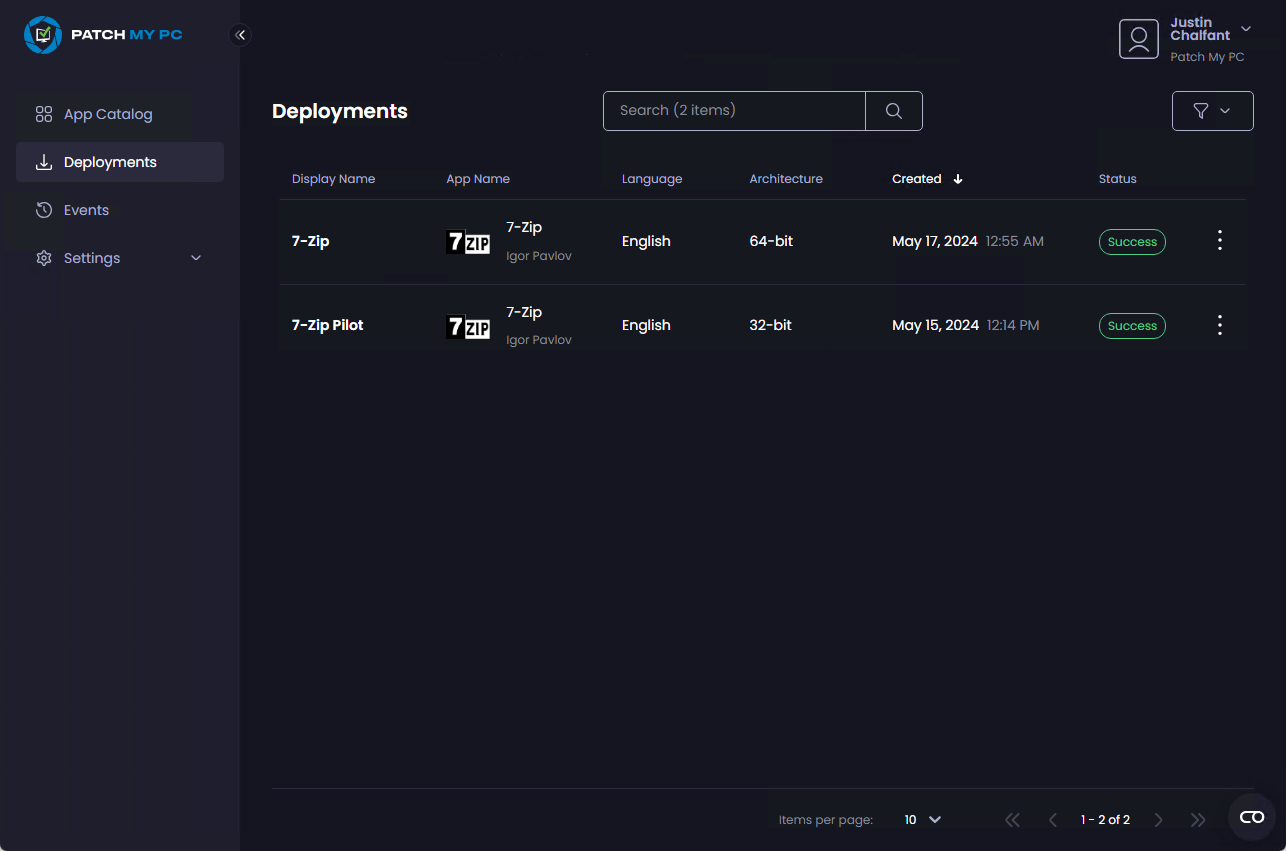 PATCH MY PC
Justin
Chalfant
Patch My PC
App Catalog
Deployments
Events
Settings
Deployments
Search (2 items)
Display Name App Name Language Architecture Created Status
7-Zip 7ZIP 7-Zip English 64-bit May 17, 2024 12:55 AM Success
Igor Pavlov
7-Zip Pilot 7ZIP 7-Zip English 32-bit May 15, 2024 12:14 PM Success
Igor Pavlov
Items per page: 10 1 - 2 of 2